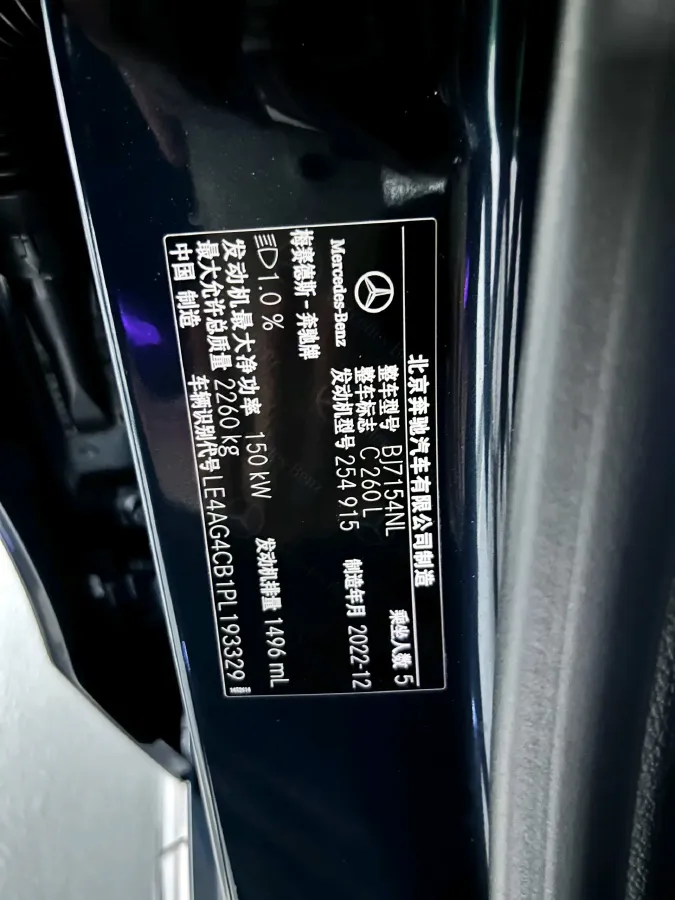 北京奔驰汽车有限公司制造
Mercedes-Benz
整车型号 BJ7154NL 乘坐人数 5
整车标志 C 260 L
发动机型号 254 915 制造年月 2022-12
梅赛德斯-奔驰牌
1.0 % 发动机排量 1496 mL
发动机最大净功率 150 kW
最大允许总质量 2260 kg
中国 制造 车辆识别代号 LE4AG4CB1PL193329